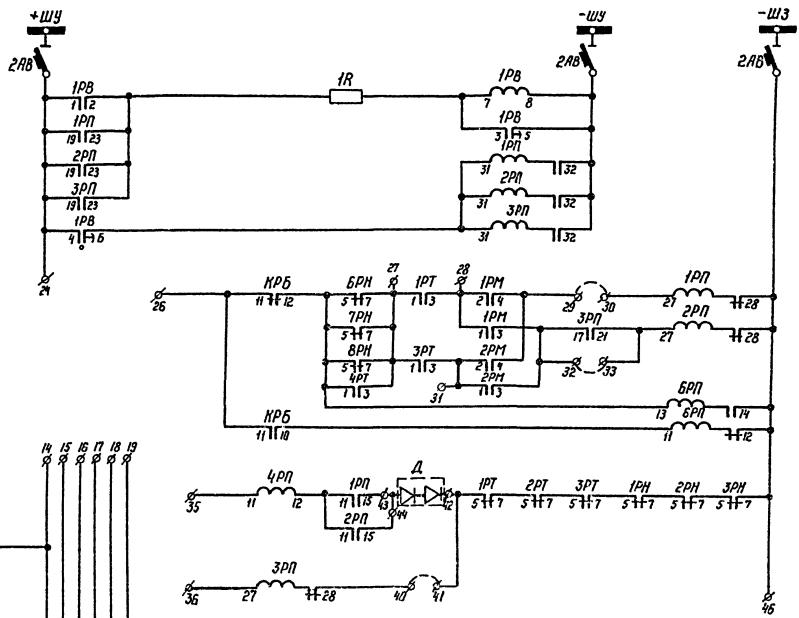 +ШУ -ШУ -ШЗ
2АВ 2АВ 2АВ
1РВ 1R 1РВ
1 2 7 8
1РП 1РВ
19 23 3 5
2РП 1РП
19 23 31 32
3РП 2РП
19 23 31 32
1РВ 3РП
4 6 31 32
21
26 КРБ 6РН 27 1РТ 28 1РМ 1РП
11 12 5 7 1 3 2 4 29 30 27 28
7РН 1РМ 3РП 2РП
5 7 1 3 17 21 27 28
8РН 3РТ 2РМ
5 7 1 3 2 4 32 33
4РТ 2РМ
1 3 31 1 3
6РП
13 14
КРБ 6РП
11 10 11 12
14 15 16 17 18 19
4РП 1РП Д 1РТ 2РТ 3РТ 1РН 2РН 3РН
35 11 12 11 15 43 42 5 7 5 7 5 7 5 7 5 7 5 7
2РП 44
11 15
3РП
36 27 28 40 41 46